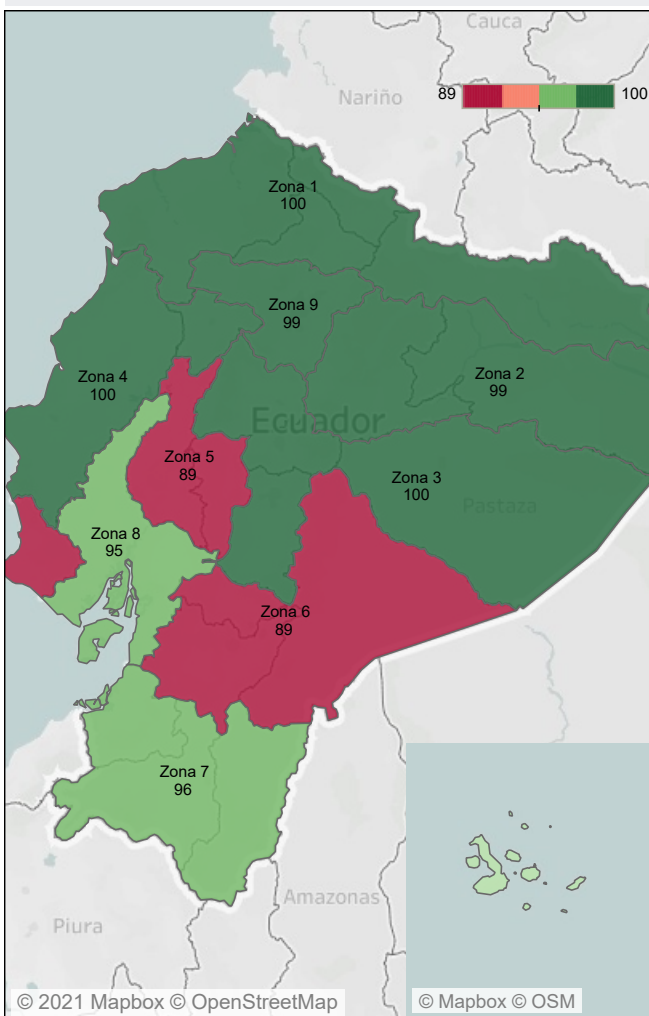 Cauca
89
100
Nariño
Zona 1
100
Zona 9
99
Zona 4
100
Zona 2
99
Ecuador
Zona 5
89
Zona 3
100
Pastaza
Zona 8
95
Zona 6
89
Zona 7
96
Amazonas
Piura
© 2021 Mapbox © OpenStreetMap
© Mapbox © OSM